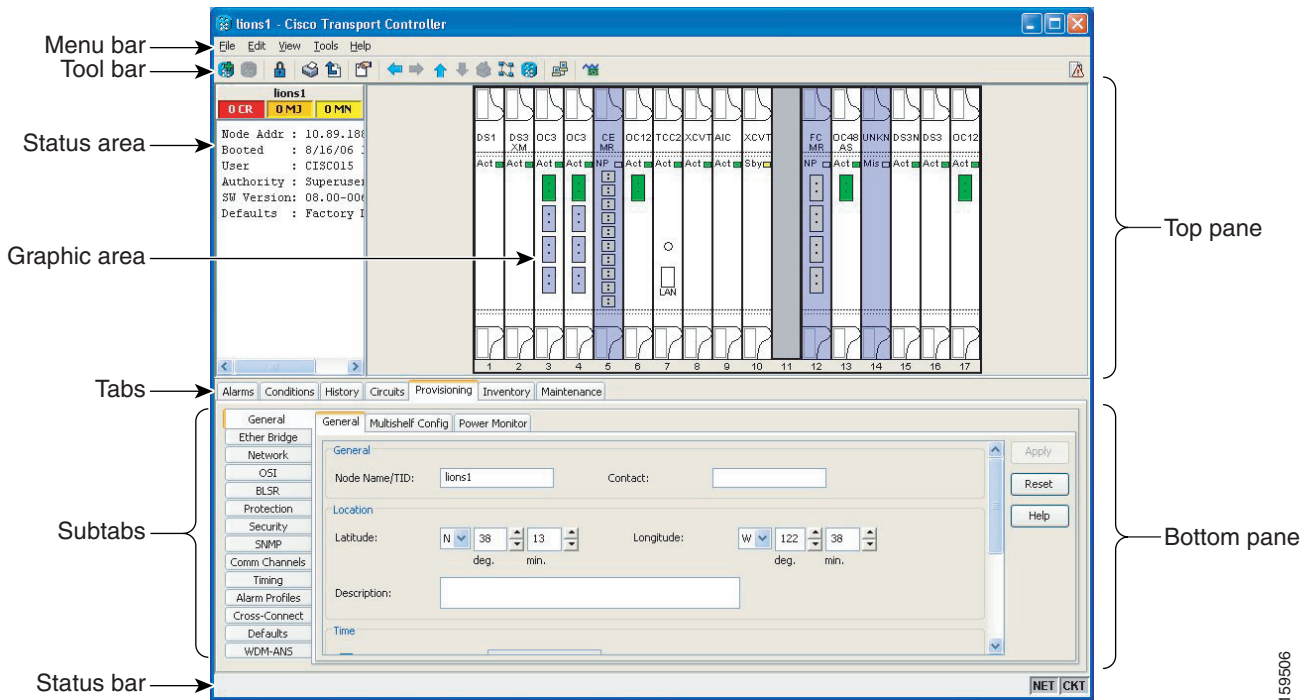 lions1 - Cisco Transport Controller
Menu bar
File Edit View Tools Help
Tool bar
lions1
0 CR 0 MJ 0 MN
Status area
Node Addr : 10.89.188
Booted : 8/16/06
User : CISCO15
Authority : Superuser
SW Version: 08.00-006
Defaults : Factory
DS1 DS3 XM OC3 OC3 CE MR OC12 TCC2 XCVT AIC XCVT FC MR OC48 AS UNKN DS3N DS3 OC12
Act Act Act Act NP Act Act Act Act Sby NP Act Mis Act Act Act
Graphic area
LAN
Top pane
1 2 3 4 5 6 7 8 9 10 11 12 13 14 15 16 17
Tabs
Alarms Conditions History Circuits Provisioning Inventory Maintenance
Subtabs
General
Ether Bridge
Network
OSI
BLSR
Protection
Security
SNMP
Comm Channels
Timing
Alarm Profiles
Cross-Connect
Defaults
WDM-ANS
General Multishelf Config Power Monitor
General
Node Name/TID: lions1 Contact:
Location
Latitude: N 38 13 Longitude: W 122 38
deg. min. deg. min.
Description:
Time
Apply
Reset
Help
Bottom pane
Status bar
NET CKT
159506